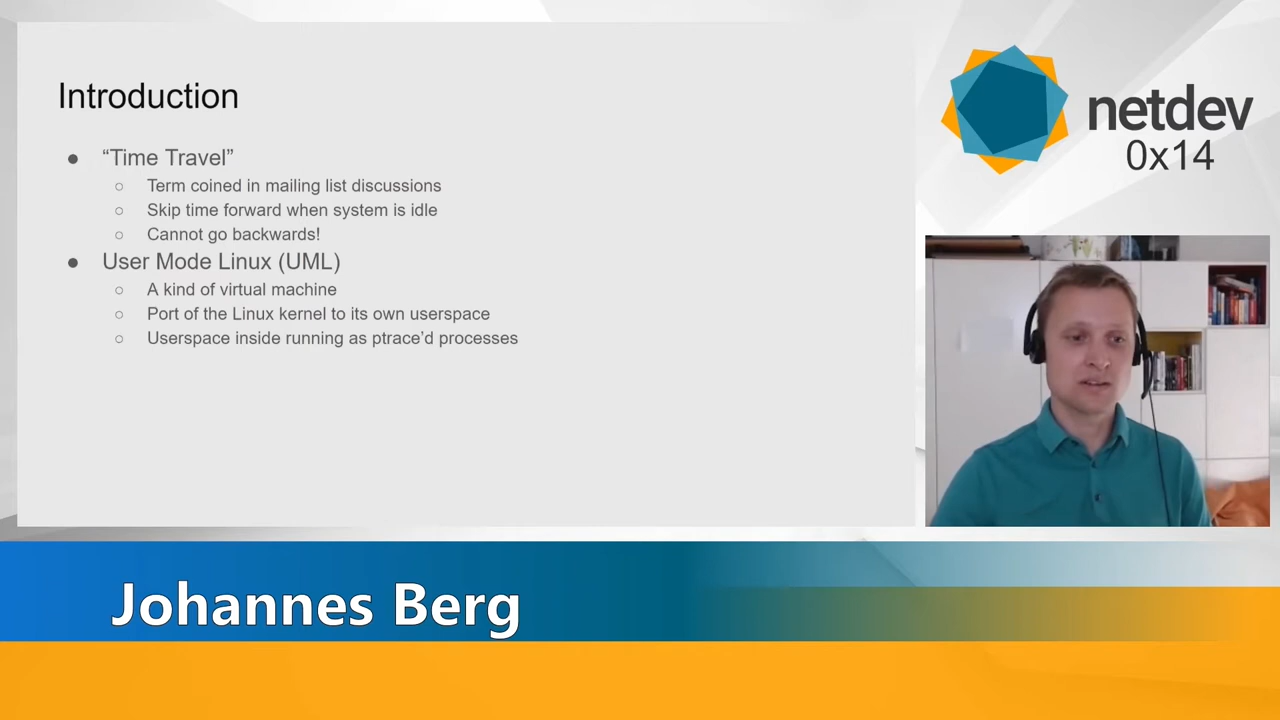 Introduction
● “Time Travel”
○ Term coined in mailing list discussions
○ Skip time forward when system is idle
○ Cannot go backwards!
● User Mode Linux (UML)
○ A kind of virtual machine
○ Port of the Linux kernel to its own userspace
○ Userspace inside running as ptrace’d processes
netdev
0x14
Johannes Berg